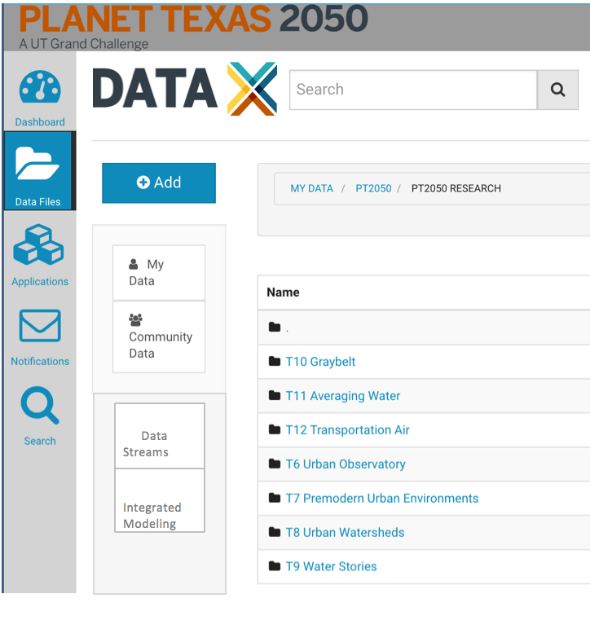 PLANET TEXAS 2050
A UT Grand Challenge
Dashboard
Data Files
Applications
Notifications
Search
DATA X
Search
Add
My
Data
Community
Data
Data
Streams
Integrated
Modeling
MY DATA / PT2050 / PT2050 RESEARCH
Name
.
T10 Graybelt
T11 Averaging Water
T12 Transportation Air
T6 Urban Observatory
T7 Premodern Urban Environments
T8 Urban Watersheds
T9 Water Stories